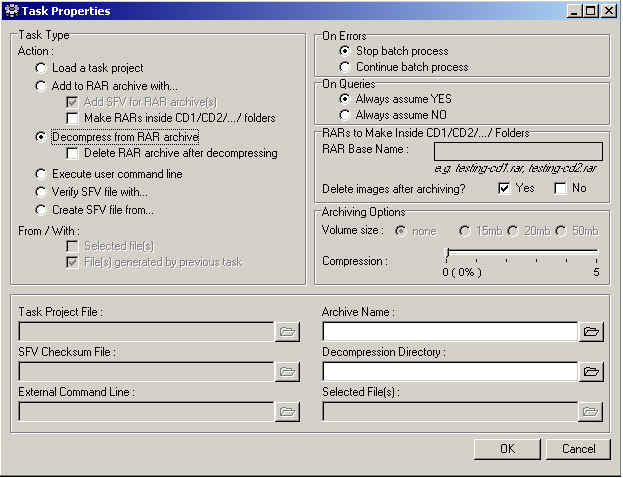 Task Properties
Task Type
Action :
Load a task project
Add to RAR archive with...
Add SFV for RAR archive(s)
Make RARs inside CD1/CD2/.../ folders
Decompress from RAR archive
Delete RAR archive after decompressing
Execute user command line
Verify SFV file with...
Create SFV file from...
From / With :
Selected file(s)
File(s) generated by previous task
On Errors
Stop batch process
Continue batch process
On Queries
Always assume YES
Always assume NO
RARs to Make Inside CD1/CD2/.../ Folders
RAR Base Name :
e.g. testing-cd1.rar, testing-cd2.rar
Delete images after archiving? Yes No
Archiving Options
Volume size : none 15mb 20mb 50mb
Compression :
0 ( 0% ) 5
Task Project File :
SFV Checksum File :
External Command Line :
Archive Name :
Decompression Directory :
Selected File(s) :
OK Cancel